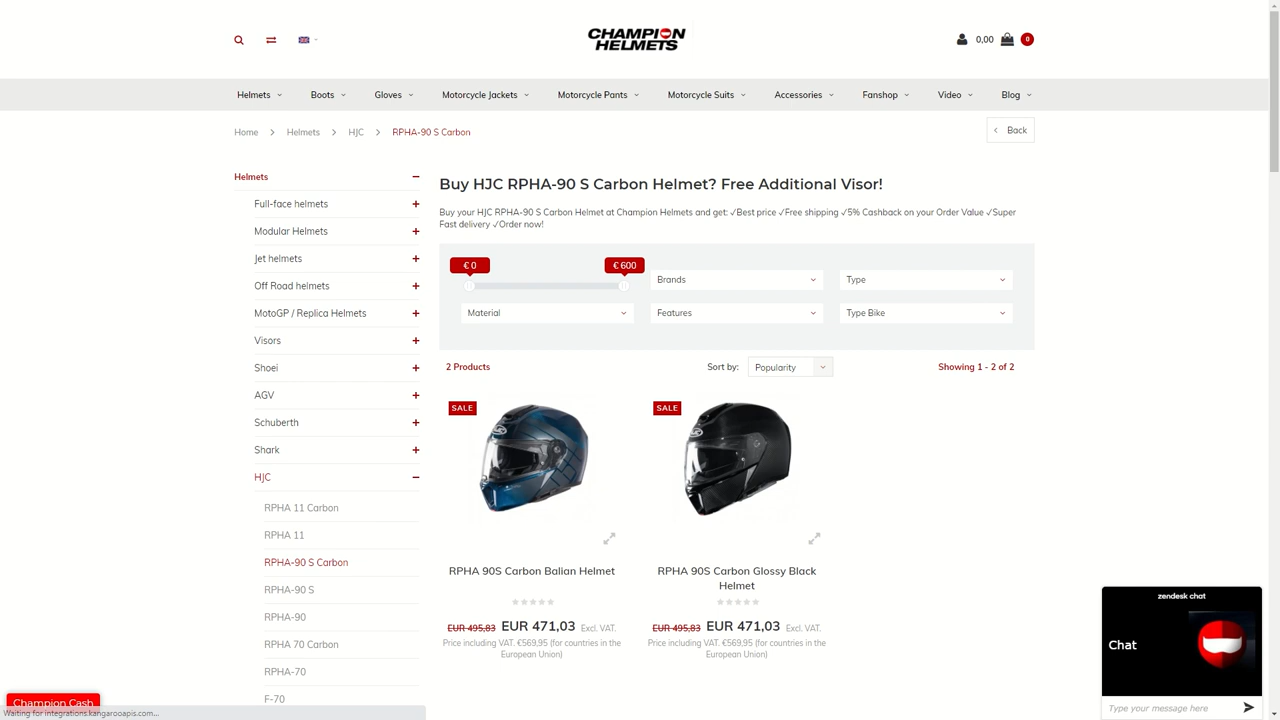 CHAMPION
HELMETS
0,00
0
Helmets
Boots
Gloves
Motorcycle Jackets
Motorcycle Pants
Motorcycle Suits
Accessories
Fanshop
Video
Blog
Home > Helmets > HJC > RPHA-90 S Carbon
< Back
Helmets
Full-face helmets
Modular Helmets
Jet helmets
Off Road helmets
MotoGP / Replica Helmets
Visors
Shoei
AGV
Schuberth
Shark
HJC
RPHA 11 Carbon
RPHA 11
RPHA-90 S Carbon
RPHA-90 S
RPHA-90
RPHA 70 Carbon
RPHA-70
F-70
Buy HJC RPHA-90 S Carbon Helmet? Free Additional Visor!
Buy your HJC RPHA-90 S Carbon Helmet at Champion Helmets and get: ✓Best price ✓Free shipping ✓5% Cashback on your Order Value ✓Super
Fast delivery ✓Order now!
€ 0
€ 600
Brands
Type
Material
Features
Type Bike
2 Products
Sort by:
Popularity
Showing 1 - 2 of 2
SALE
RPHA 90S Carbon Balian Helmet
EUR 495,83 EUR 471,03 Excl. VAT.
Price including VAT. €569,95 (for countries in the
European Union)
SALE
RPHA 90S Carbon Glossy Black
Helmet
EUR 495,83 EUR 471,03 Excl. VAT.
Price including VAT. €569,95 (for countries in the
European Union)
zendesk chat
Chat
Type your message here
Champion Cash
Waiting for integrations.kangarooapis.com...